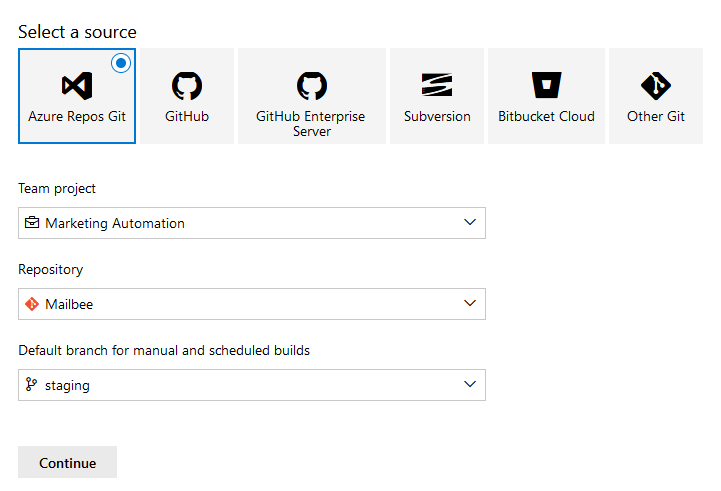 Select a source
Azure Repos Git
GitHub
GitHub Enterprise
Server
Subversion
Bitbucket Cloud
Other Git
Team project
Marketing Automation
Repository
Mailbee
Default branch for manual and scheduled builds
staging
Continue